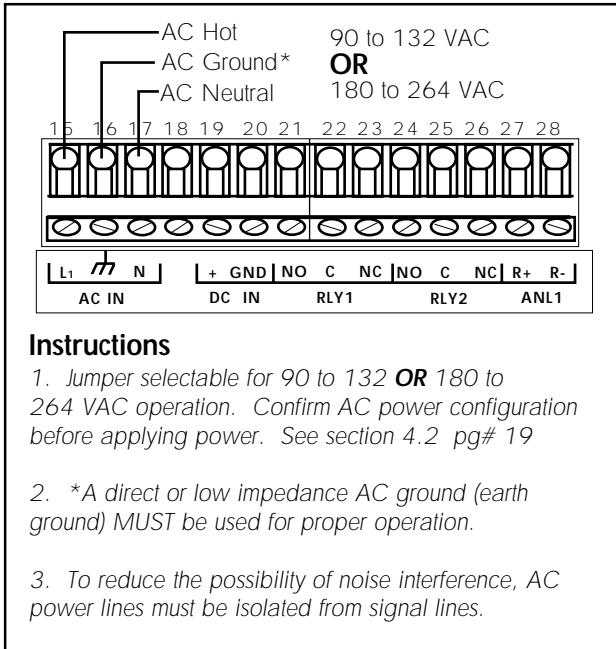 AC Hot 90 to 132 VAC
AC Ground* OR
AC Neutral 180 to 264 VAC
15 16 17 18 19 20 21 22 23 24 25 26 27 28
L1 N + GND NO C NC NO C NC R+ R-
AC IN DC IN RLY1 RLY2 ANL1
Instructions
1. Jumper selectable for 90 to 132 OR 180 to
264 VAC operation. Confirm AC power configuration
before applying power. See section 4.2 pg# 19
2. *A direct or low impedance AC ground (earth
ground) MUST be used for proper operation.
3. To reduce the possibility of noise interference, AC
power lines must be isolated from signal lines.